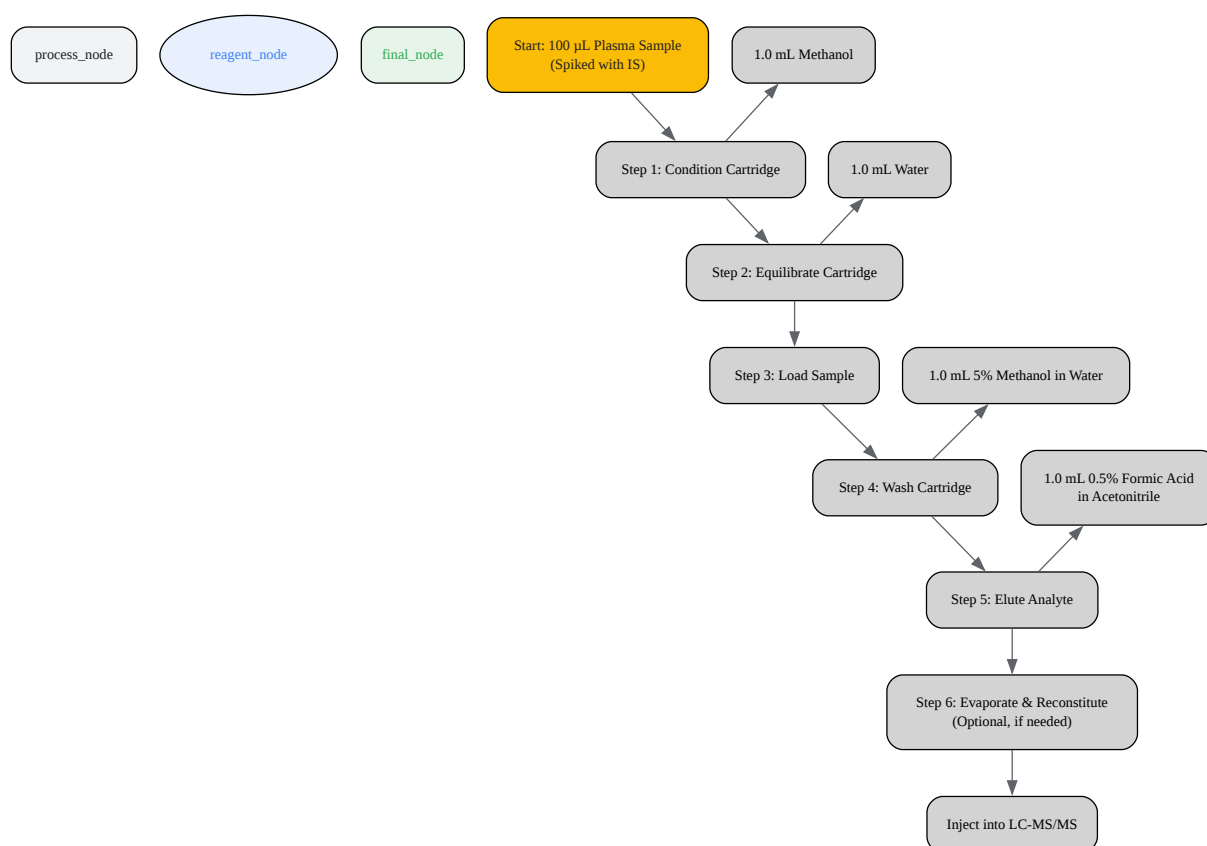 process_node
reagent_node
final_node
Start: 100 µL Plasma Sample
(Spiked with IS)
1.0 mL Methanol
Step 1: Condition Cartridge
1.0 mL Water
Step 2: Equilibrate Cartridge
Step 3: Load Sample
1.0 mL 5% Methanol in Water
Step 4: Wash Cartridge
1.0 mL 0.5% Formic Acid
in Acetonitrile
Step 5: Elute Analyte
Step 6: Evaporate & Reconstitute
(Optional, if needed)
Inject into LC-MS/MS